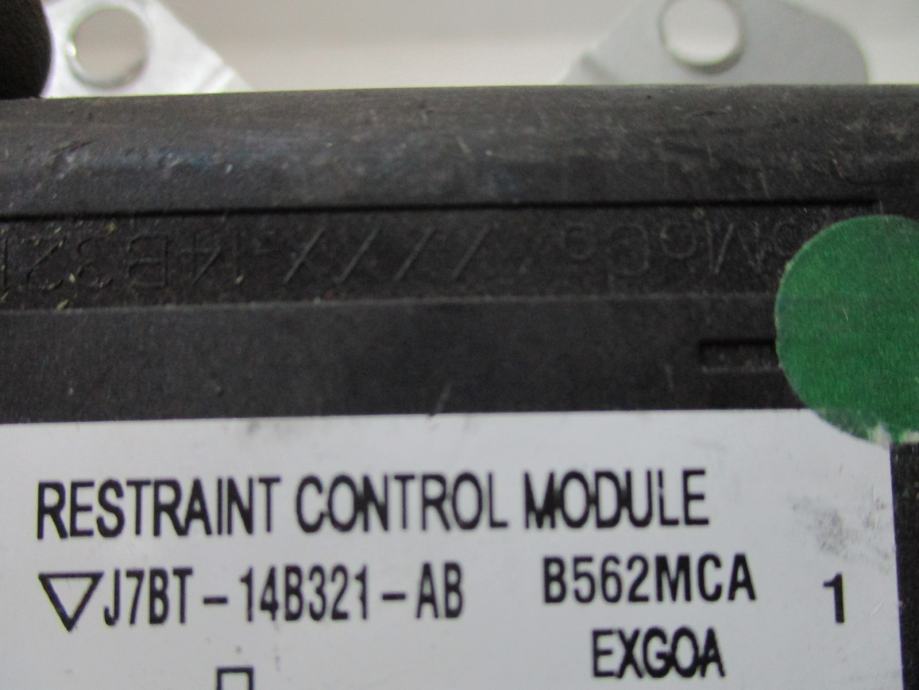 RESTRAINT CONTROL MODULE
J7BT-14B321-AB B562MCA 1
EXGOA